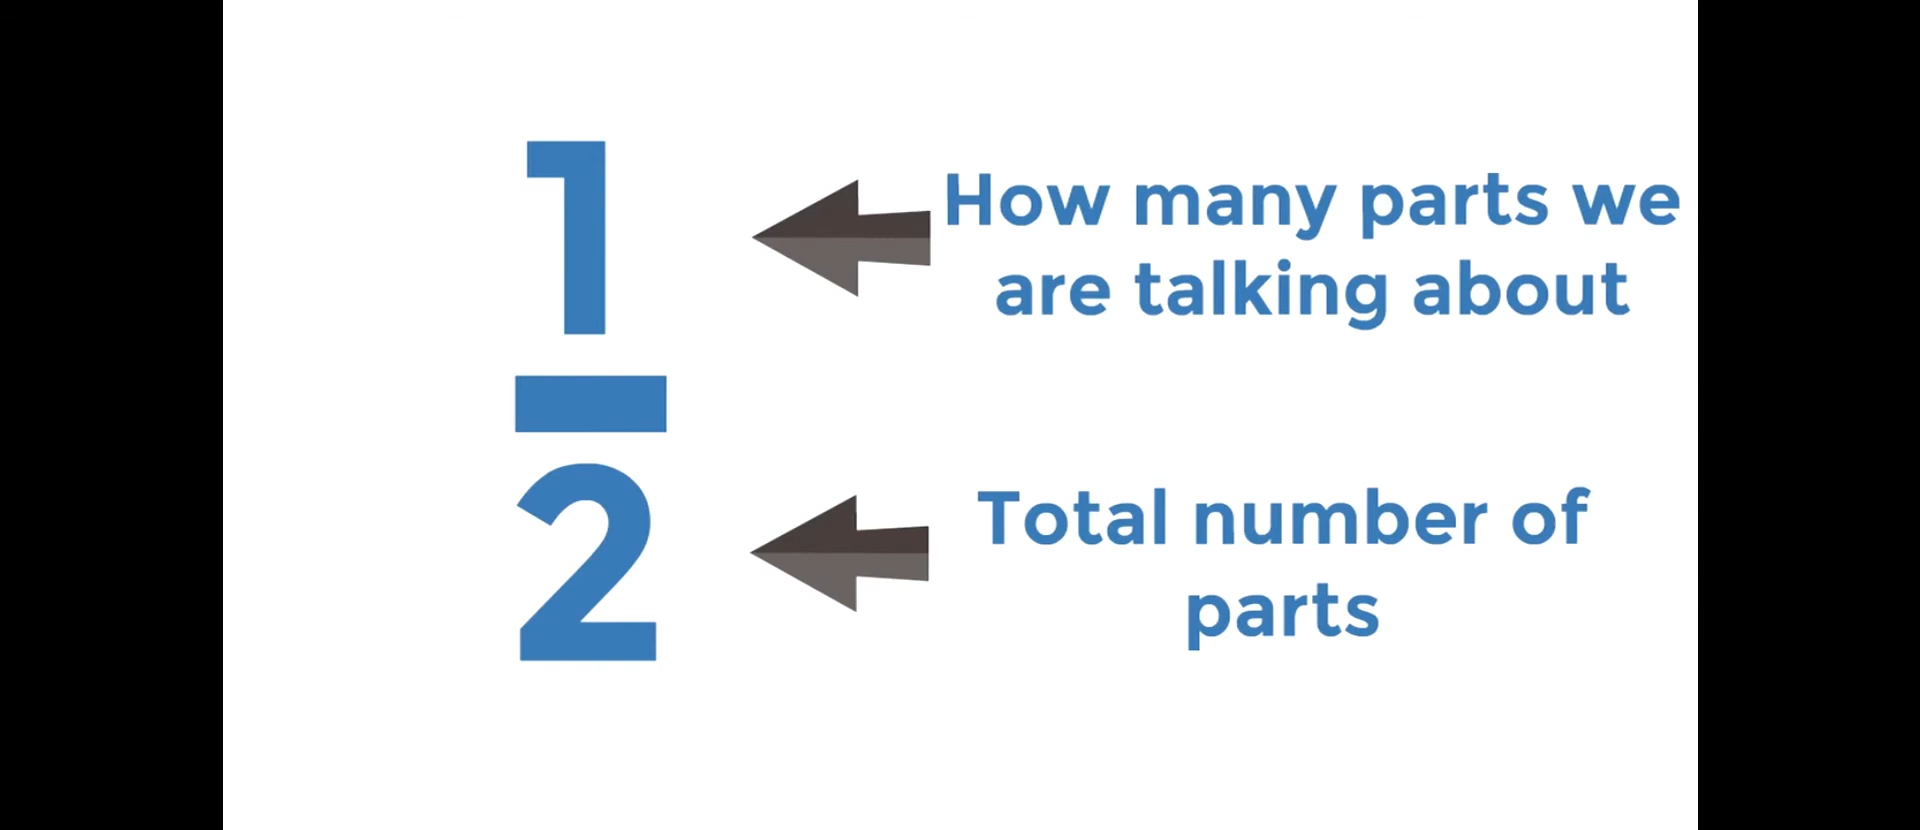 1
How many parts we
are talking about
2
Total number of
parts